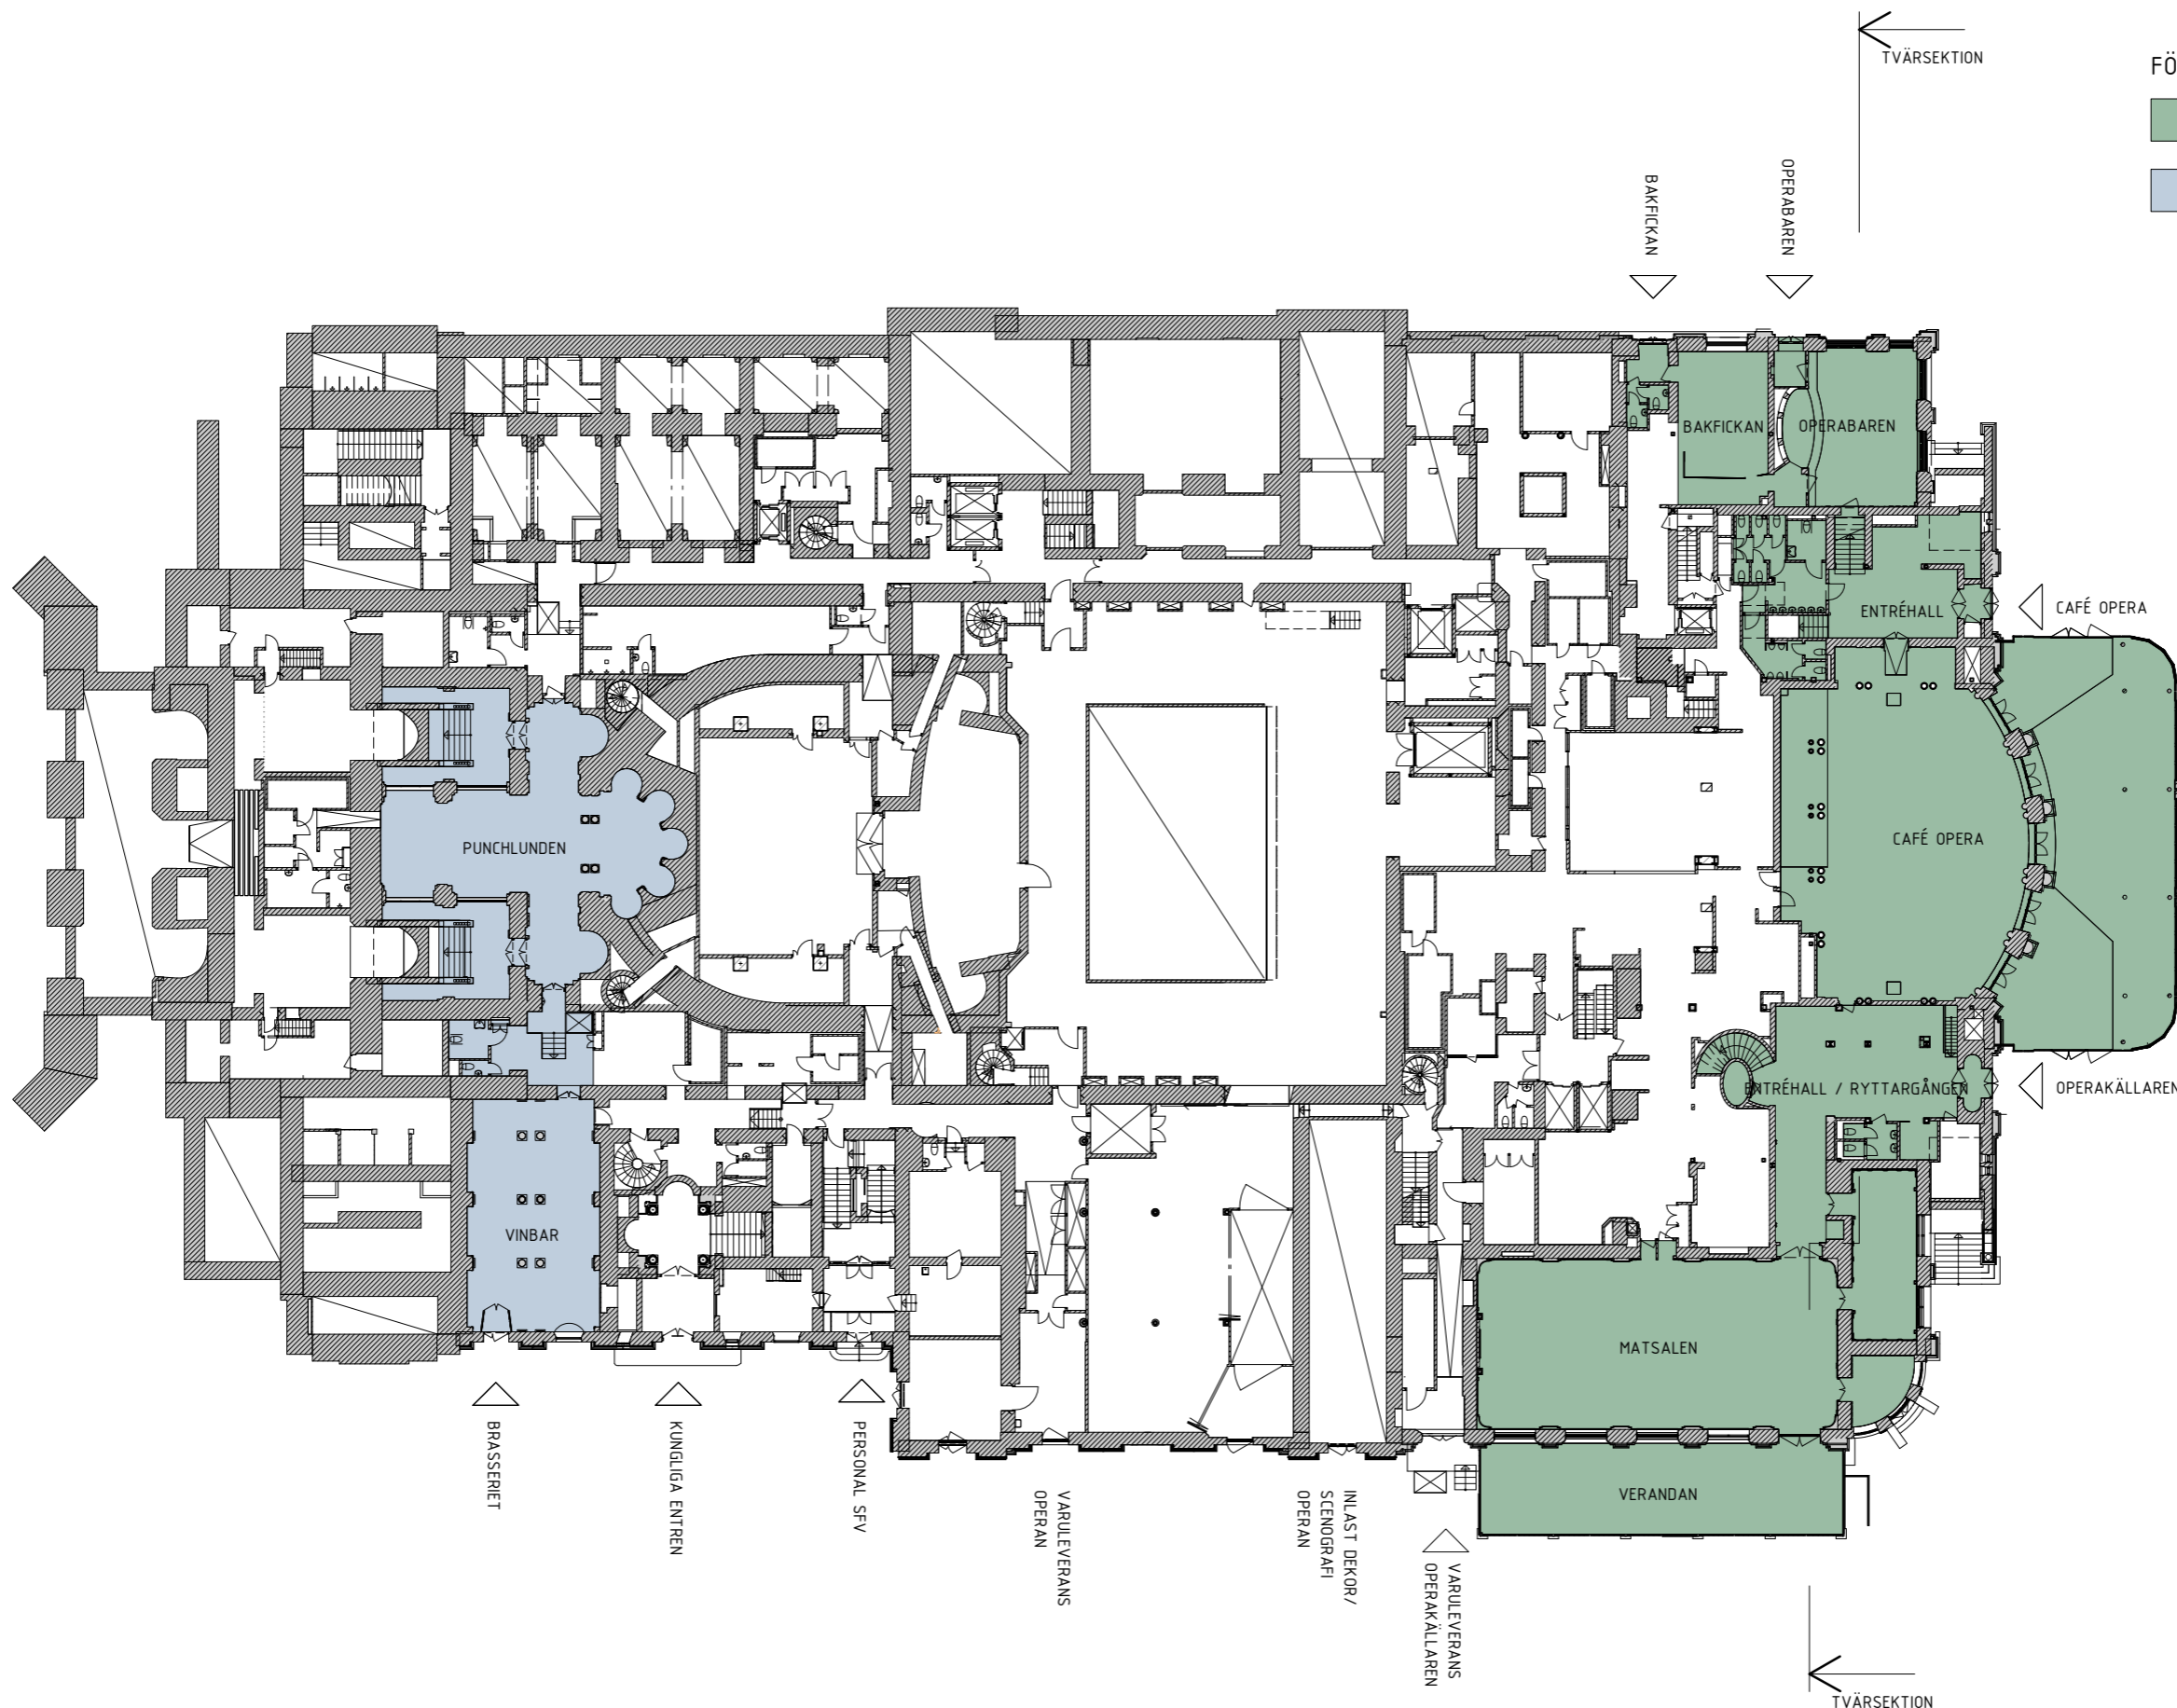 TVÄRSEKTION
FÖ
BAKFICKAN
OPERABAREN
BAKFICKAN
OPERABAREN
ENTRÉHALL
CAFÉ OPERA
CAFÉ OPERA
PUNCHLUNDEN
ENTRÉHALL / RYTTARGÅNGEN
OPERAKÄLLAREN
VINBAR
MATSALEN
VERANDAN
BRASSERIET
KUNGLIGA ENTREN
PERSONAL SFV
VARULEVERANS
OPERAN
INLAST DEKOR/
SCENOGRAFI
OPERAN
VARULEVERANS
OPERAKÄLLAREN
TVÄRSEKTION